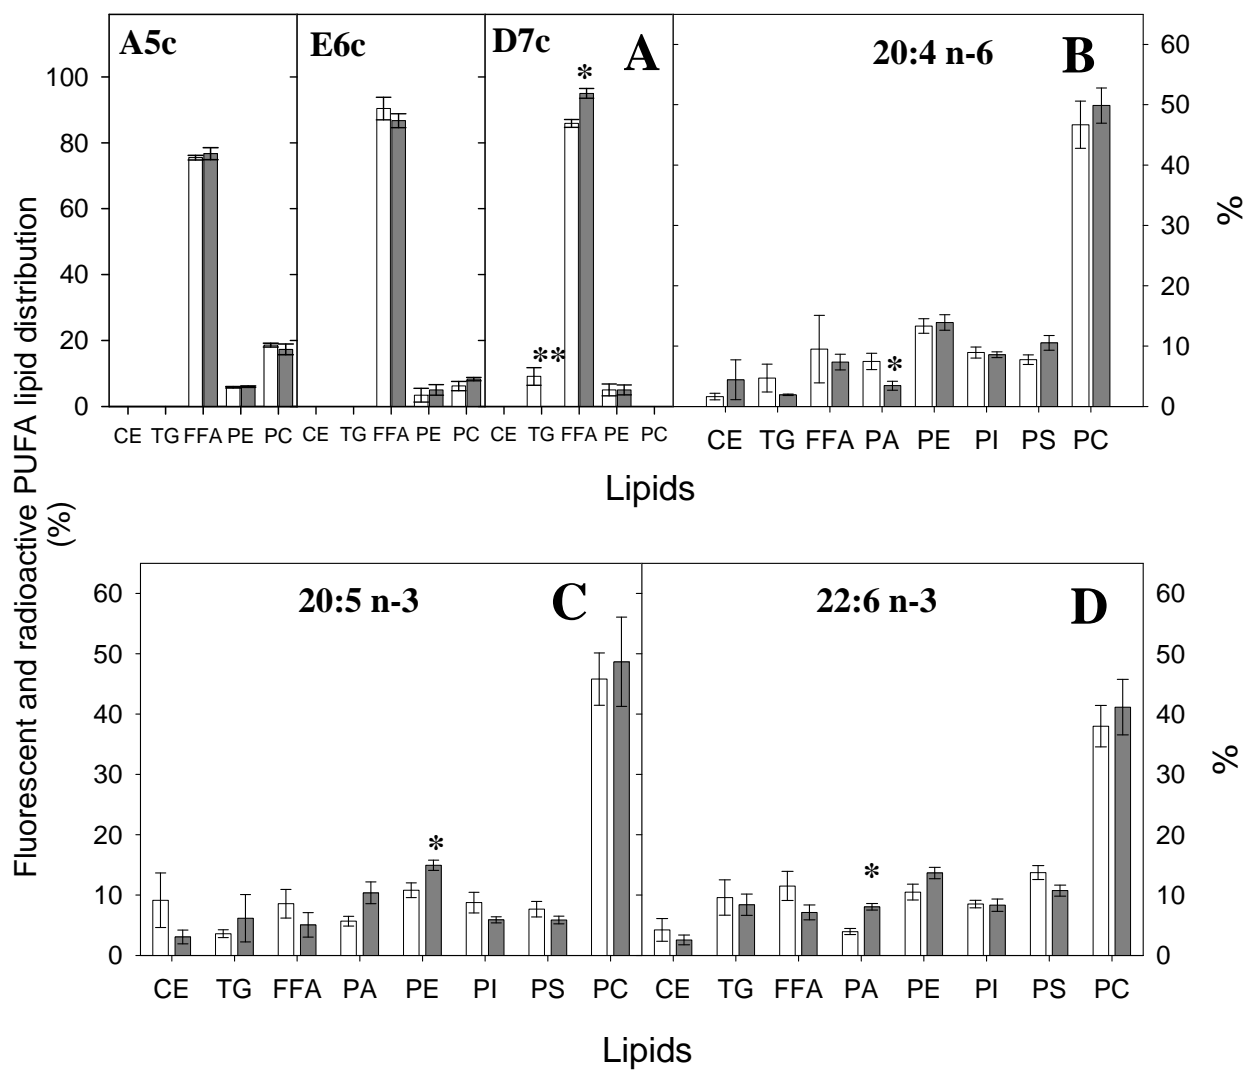 A5c
E6c
D7c
A
20:4 n-6
B
*
**
*
100
80
60
40
20
0
60
50
40
30
20
10
0
%
CE TG FFA PE PC CE TG FFA PE PC CE TG FFA PE PC
CE TG FFA PA PE PI PS PC
Lipids
Fluorescent and radioactive PUFA lipid distribution
(%)
20:5 n-3
C
22:6 n-3
D
*
*
60
50
40
30
20
10
0
60
50
40
30
20
10
0
%
CE TG FFA PA PE PI PS PC CE TG FFA PA PE PI PS PC
Lipids